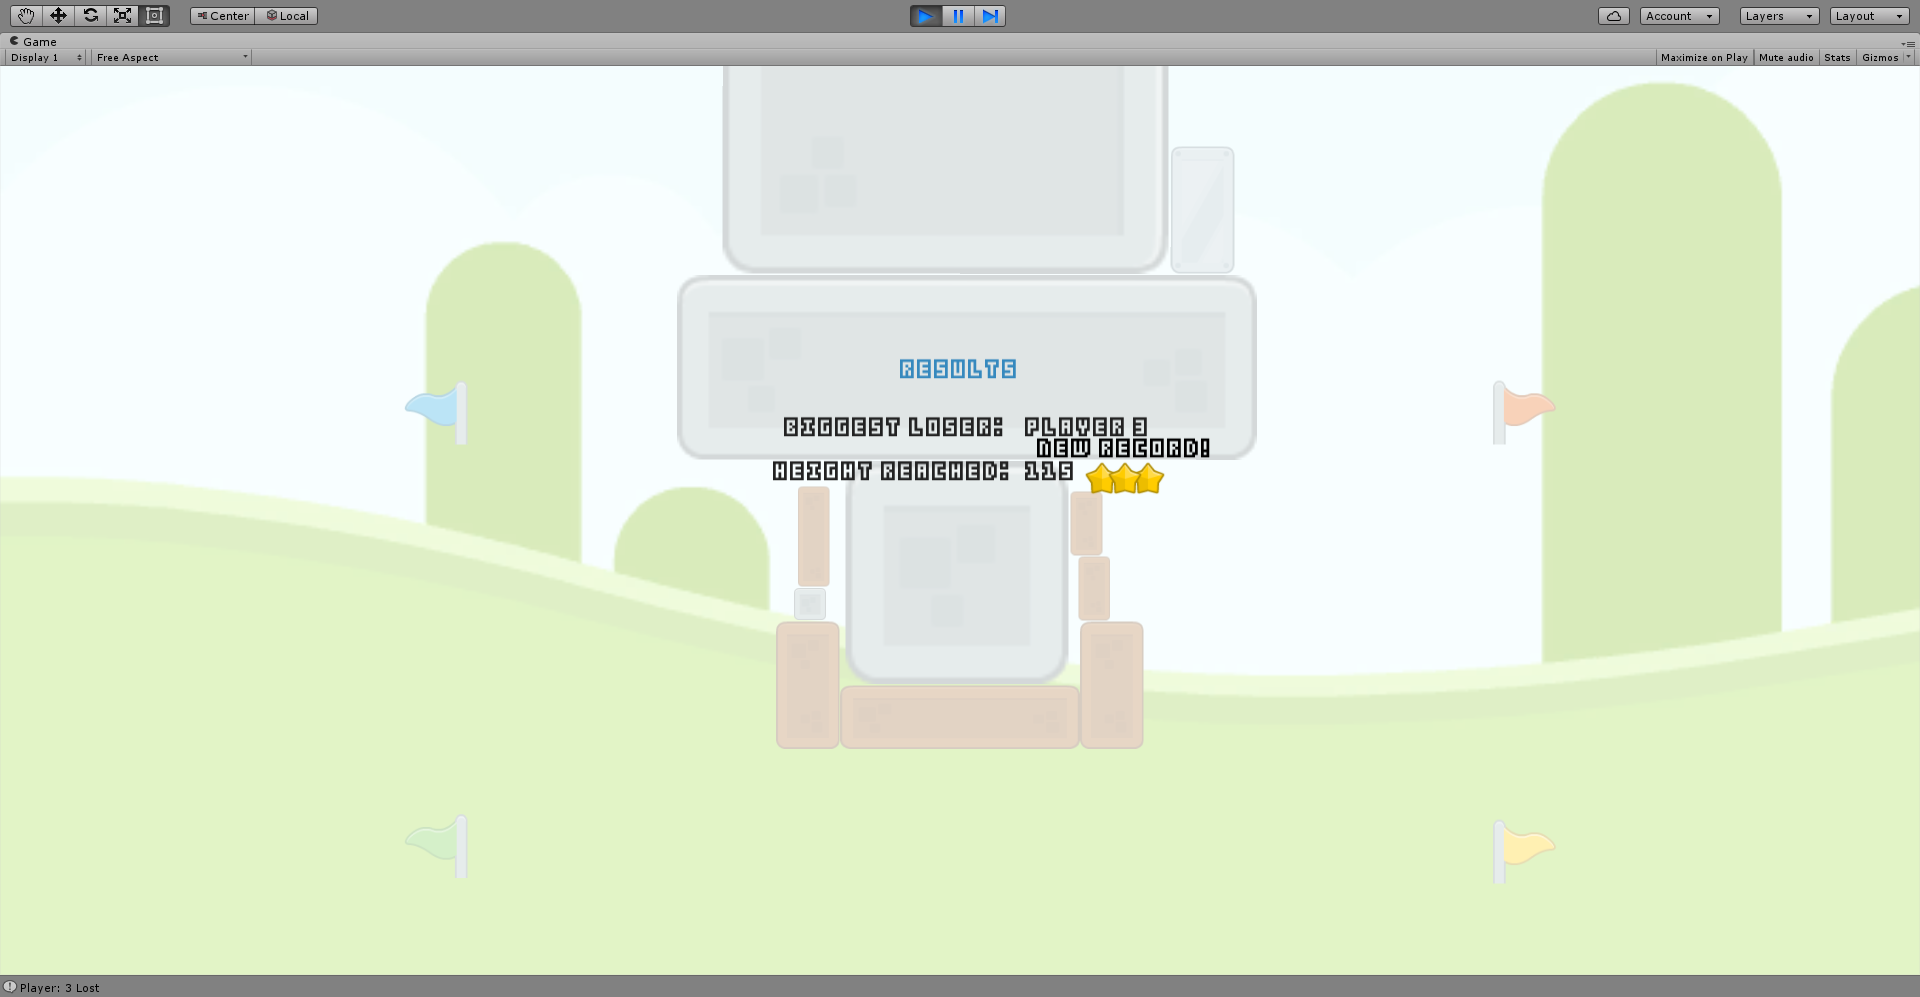 Center Local Account Layers Layout
Game
Display 1 Free Aspect Maximize on Play Mute audio Stats Gizmos
RESULTS
BIGGEST LOSER: PLAYER 3
NEW RECORD!
HEIGHT REACHED: 115
Player: 3 Lost